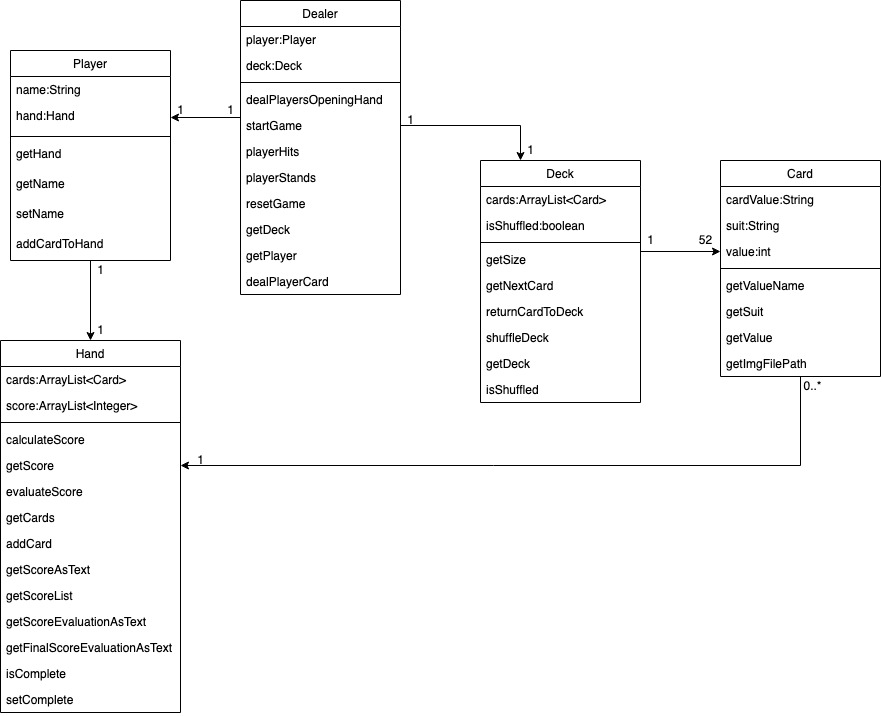 Dealer
player:Player
deck:Deck
dealPlayersOpeningHand
startGame
playerHits
playerStands
resetGame
getDeck
getPlayer
dealPlayerCard
Player
name:String
hand:Hand
getHand
getName
setName
addCardToHand
1
1
1
1
1
1
Deck
cards:ArrayList<Card>
isShuffled:boolean
getSize
getNextCard
returnCardToDeck
shuffleDeck
getDeck
isShuffled
1
52
Card
cardValue:String
suit:String
value:int
getValueName
getSuit
getValue
getImgFilePath
0..*
1
Hand
cards:ArrayList<Card>
score:ArrayList<Integer>
calculateScore
getScore
evaluateScore
getCards
addCard
getScoreAsText
getScoreList
getScoreEvaluationAsText
getFinalScoreEvaluationAsText
isComplete
setComplete